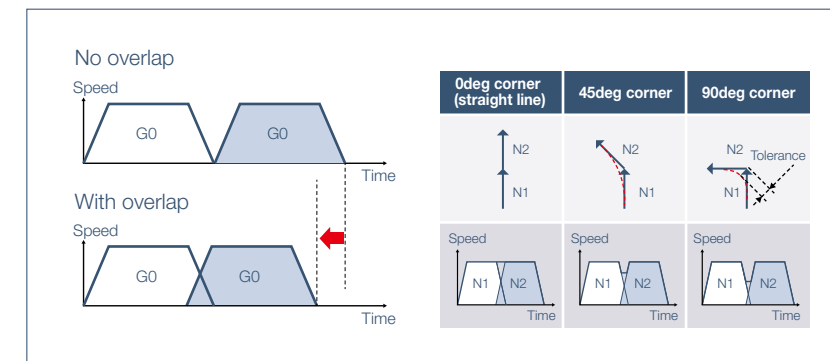 No overlap
Speed
G0
G0
Time
With overlap
Speed
G0
G0
Time
0deg corner
(straight line)
45deg corner
90deg corner
N2
N1
N2
N1
N2
N1
Tolerance
Speed
N1
N2
Time
Speed
N1
N2
Time
Speed
N1
N2
Time